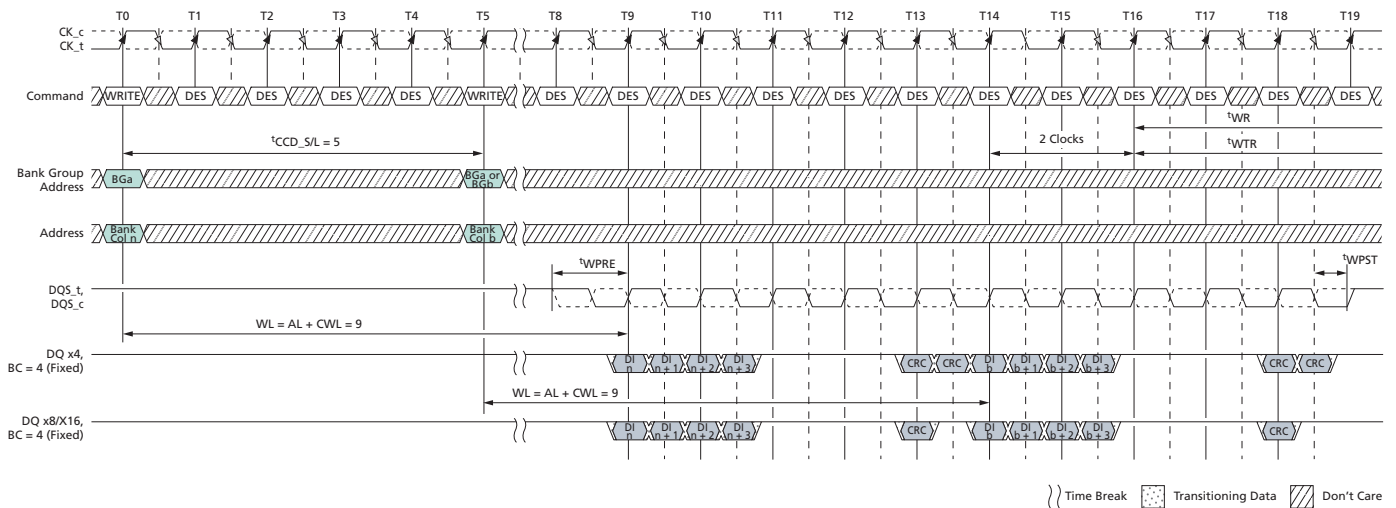 T0 T1 T2 T3 T4 T5 T8 T9 T10 T11 T12 T13 T14 T15 T16 T17 T18 T19
CK_c
CK_t
Command WRITE DES DES DES DES WRITE DES DES DES DES DES DES DES DES DES DES DES DES
tWR
tCCD_S/L = 5
2 Clocks
tWTR
Bank Group
Address
BGa
BGa or
BGb
Address
Bank
Col n
Bank
Col b
tWPRE
tWPST
DQS_t,
DQS_c
WL = AL + CWL = 9
DQ x4,
BC = 4 (Fixed)
DI
n
DI
n + 1
DI
n + 2
DI
n + 3
CRC CRC
DI
b
DI
b + 1
DI
b + 2
DI
b + 3
CRC CRC
WL = AL + CWL = 9
DQ x8/X16,
BC = 4 (Fixed)
DI
n
DI
n + 1
DI
n + 2
DI
n + 3
CRC
DI
b
DI
b + 1
DI
b + 2
DI
b + 3
CRC
Time Break Transitioning Data Don't Care